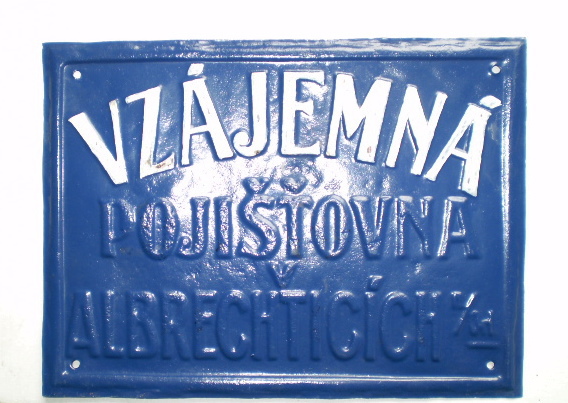 VZÁJEMNÁ
POJIŠŤOVNA
V
ALBRECHTICÍCH